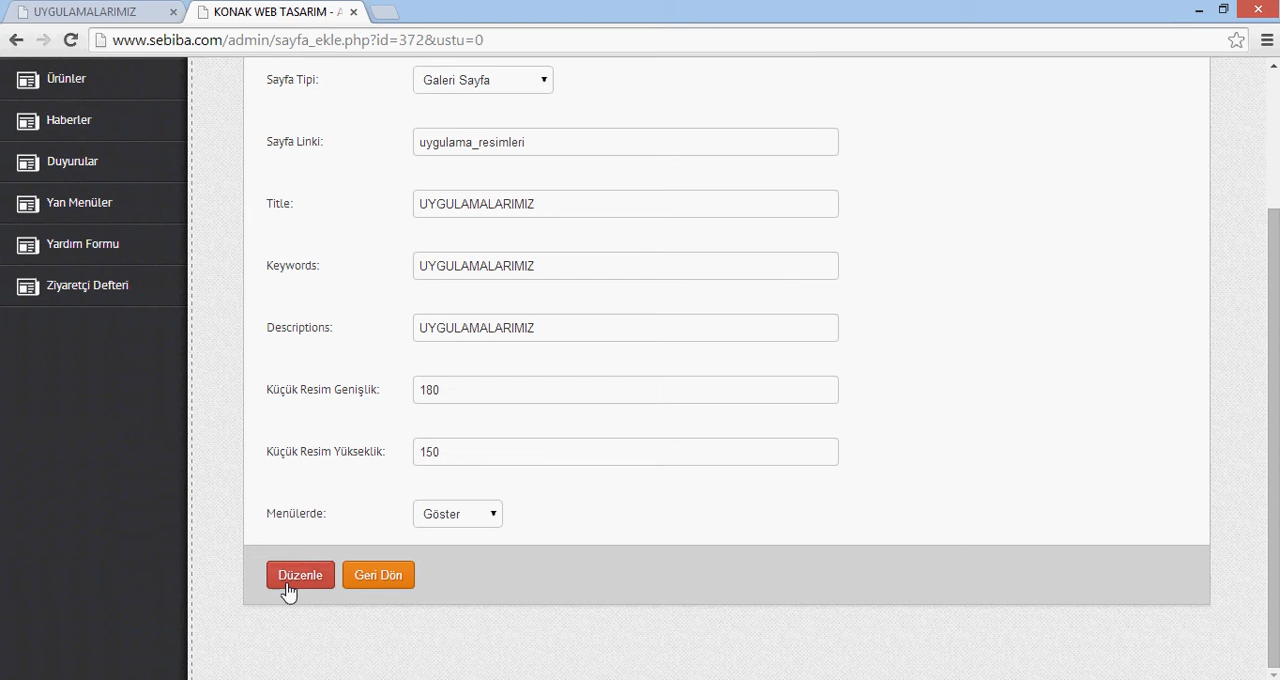 UYGULAMALARIMIZ
KONAK WEB TASARIM - A
www.sebiba.com/admin/sayfa_ekle.php?id=372&ustu=0
Ürünler
Haberler
Duyurular
Yan Menüler
Yardım Formu
Ziyaretçi Defteri
Sayfa Tipi: Galeri Sayfa
Sayfa Linki: uygulama_resimleri
Title: UYGULAMALARIMIZ
Keywords: UYGULAMALARIMIZ
Descriptions: UYGULAMALARIMIZ
Küçük Resim Genişlik: 180
Küçük Resim Yükseklik: 150
Menülerde: Göster
Düzenle Geri Dön